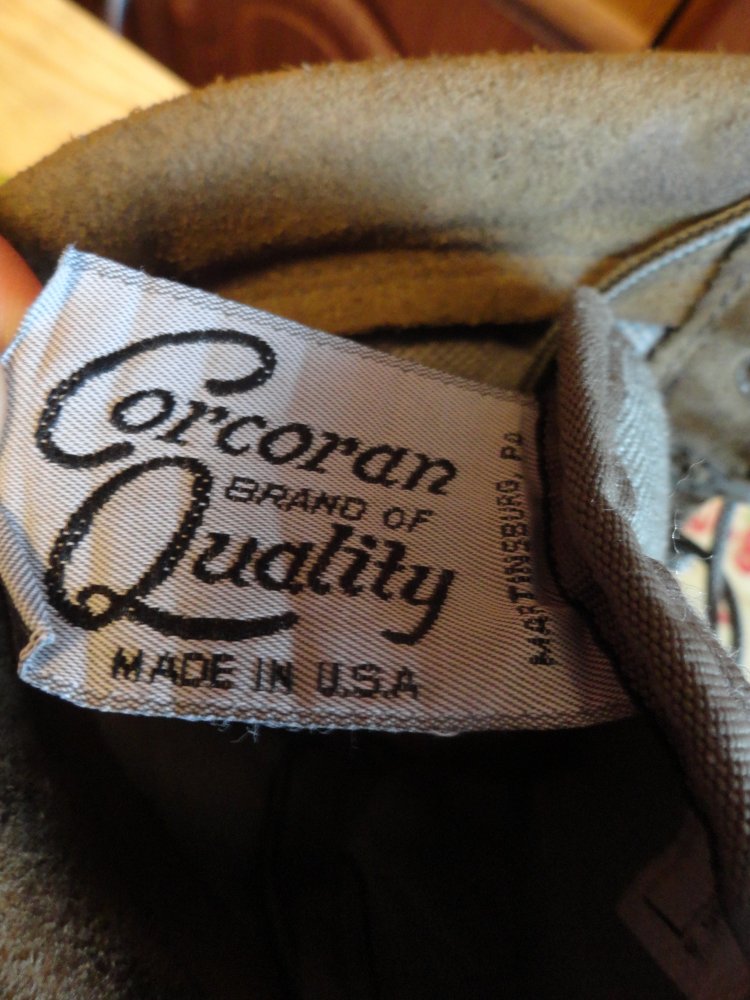 Corcoran
BRAND OF
Quality
MADE IN U.S.A
MARTINSBURG, PA